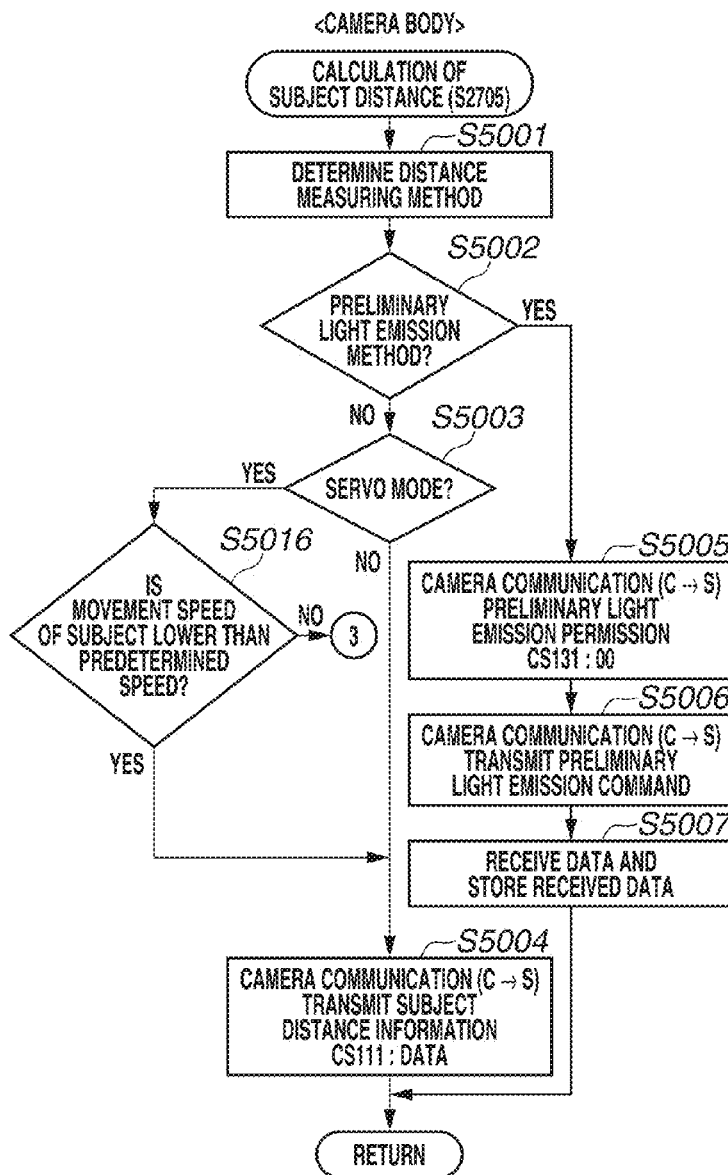 <CAMERA BODY>
CALCULATION OF
SUBJECT DISTANCE (S2705)
S5001
DETERMINE DISTANCE
MEASURING METHOD
S5002
PRELIMINARY
LIGHT EMISSION
METHOD?
YES
NO
S5003
SERVO MODE?
YES
NO
S5016
IS
MOVEMENT SPEED
OF SUBJECT LOWER THAN
PREDETERMINED
SPEED?
NO
3
YES
S5005
CAMERA COMMUNICATION (C → S)
PRELIMINARY LIGHT
EMISSION PERMISSION
CS131 : 00
S5006
CAMERA COMMUNICATION (C → S)
TRANSMIT PRELIMINARY
LIGHT EMISSION COMMAND
S5007
RECEIVE DATA AND
STORE RECEIVED DATA
S5004
CAMERA COMMUNICATION (C → S)
TRANSMIT SUBJECT
DISTANCE INFORMATION
CS111 : DATA
RETURN